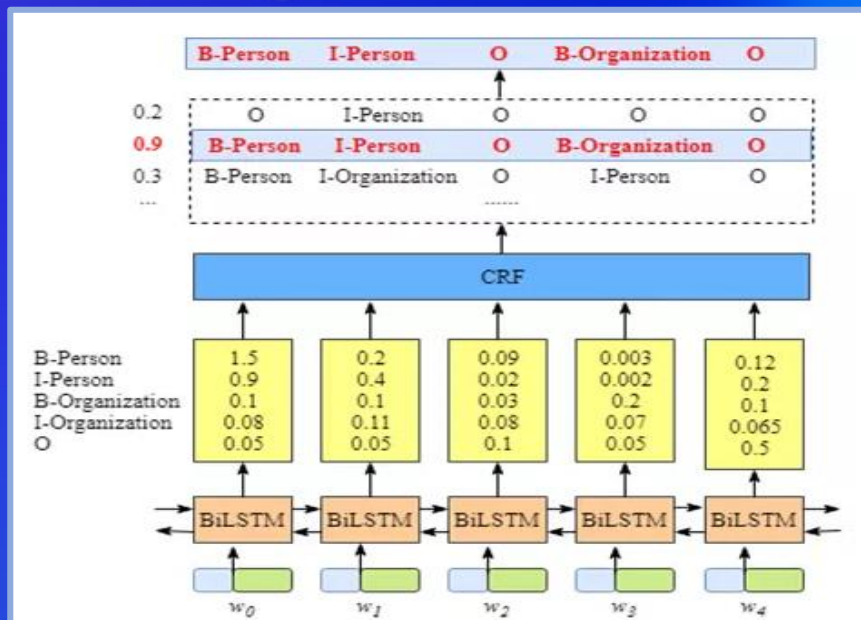 B-Person I-Person O B-Organization O
0.2 O I-Person O O O
0.9 B-Person I-Person O B-Organization O
0.3 B-Person I-Organization O I-Person O
... ......
CRF
B-Person 1.5 0.2 0.09 0.003 0.12
I-Person 0.9 0.4 0.02 0.002 0.2
B-Organization 0.1 0.1 0.03 0.2 0.1
I-Organization 0.08 0.11 0.08 0.07 0.065
O 0.05 0.05 0.1 0.05 0.5
BiLSTM BiLSTM BiLSTM BiLSTM BiLSTM
w0 w1 w2 w3 w4